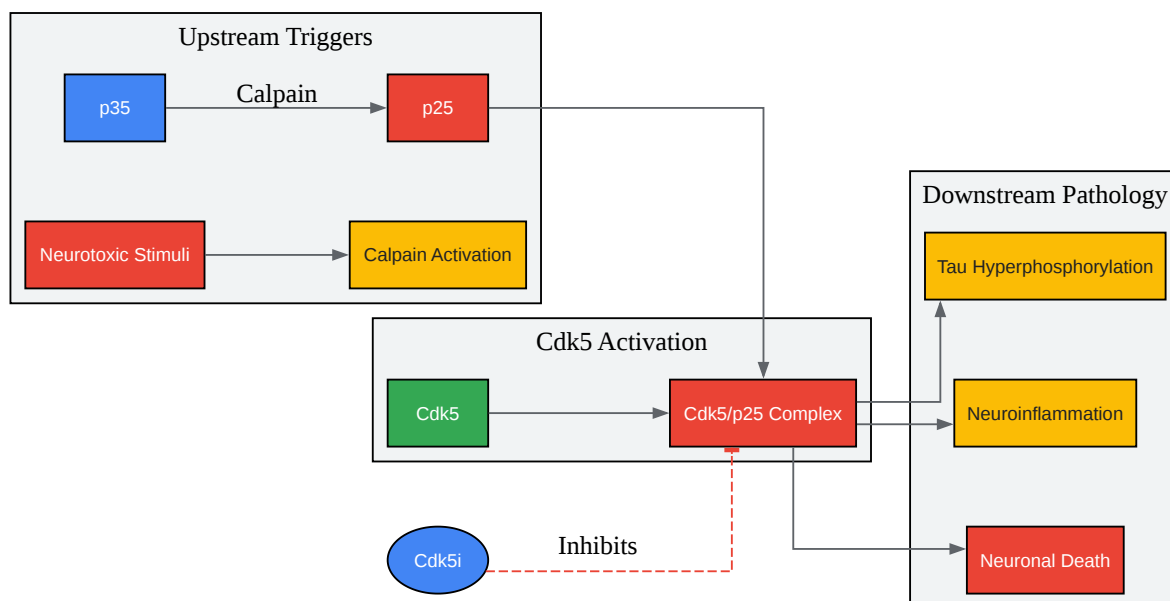 Upstream Triggers
p35
Calpain
p25
Neurotoxic Stimuli
Calpain Activation
Downstream Pathology
Tau Hyperphosphorylation
Cdk5 Activation
Cdk5
Cdk5/p25 Complex
Neuroinflammation
Cdk5i
Inhibits
Neuronal Death